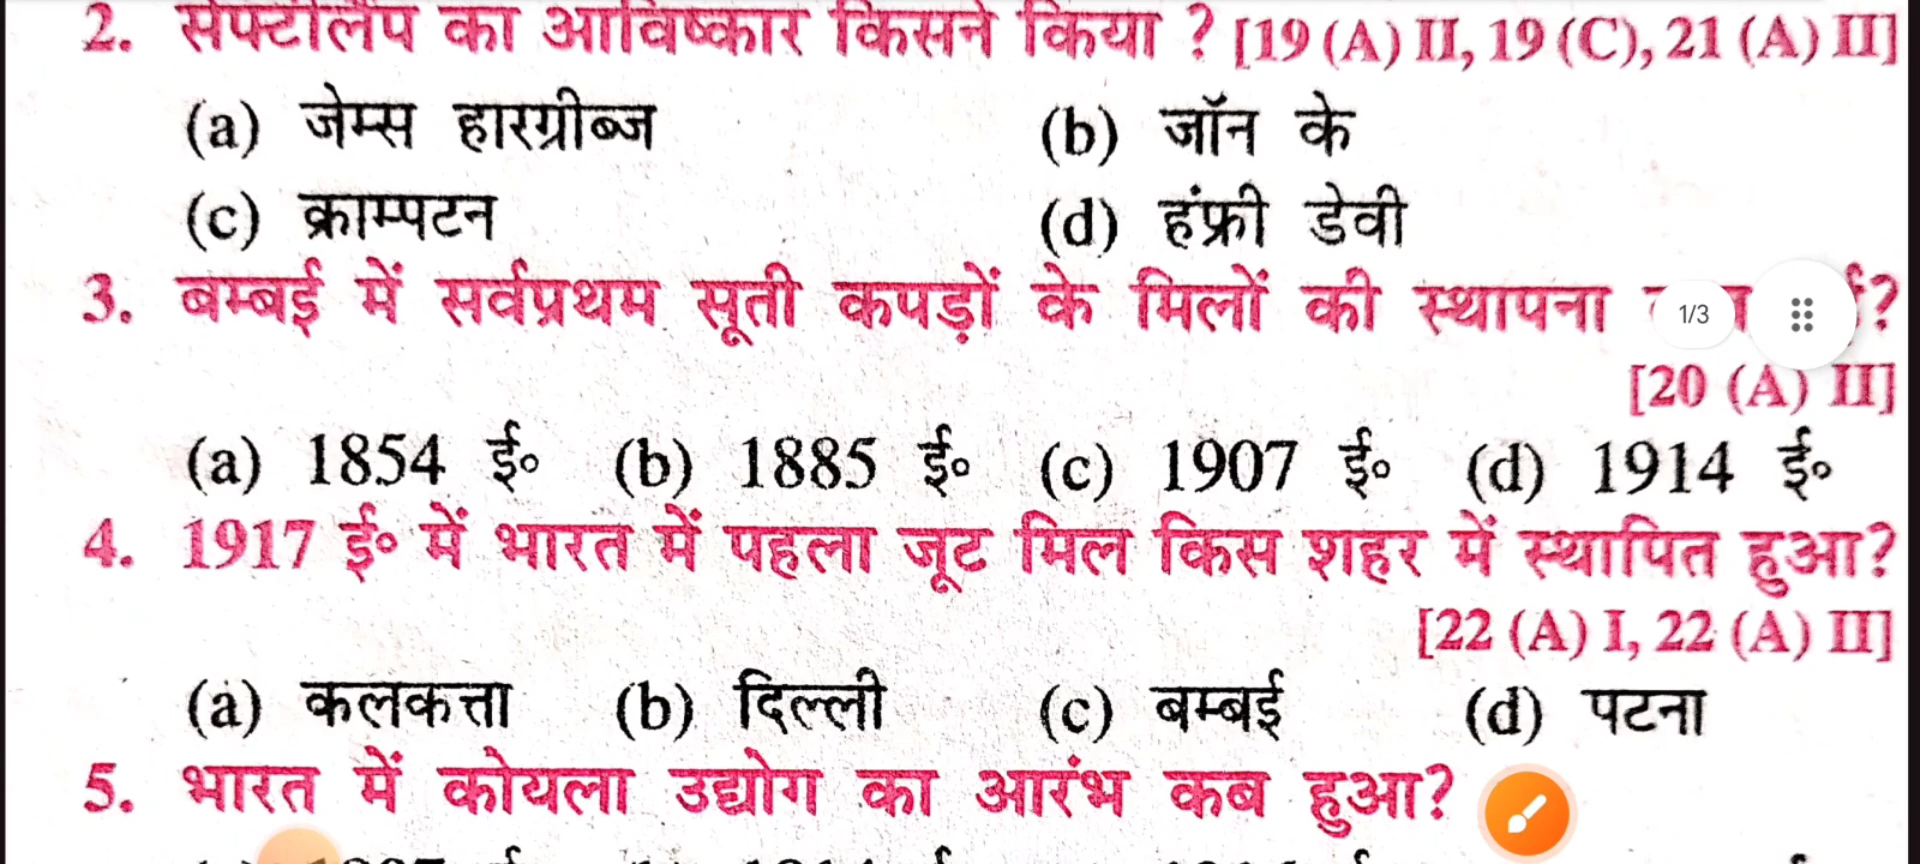 2. सेफ्टीलैंप का आविष्कार किसने किया ? [19 (A) II, 19 (C), 21 (A) II]
(a) जेम्स हारग्रीब्ज (b) जॉन के
(c) क्राम्पटन (d) हंफ्री डेवी
3. बम्बई में सर्वप्रथम सूती कपड़ों के मिलों की स्थापना ?
1/3
[20 (A) II]
(a) 1854 ई० (b) 1885 ई० (c) 1907 ई० (d) 1914 ई०
4. 1917 ई० में भारत में पहला जूट मिल किस शहर में स्थापित हुआ?
[22 (A) I, 22 (A) II]
(a) कलकत्ता (b) दिल्ली (c) बम्बई (d) पटना
5. भारत में कोयला उद्योग का आरंभ कब हुआ?